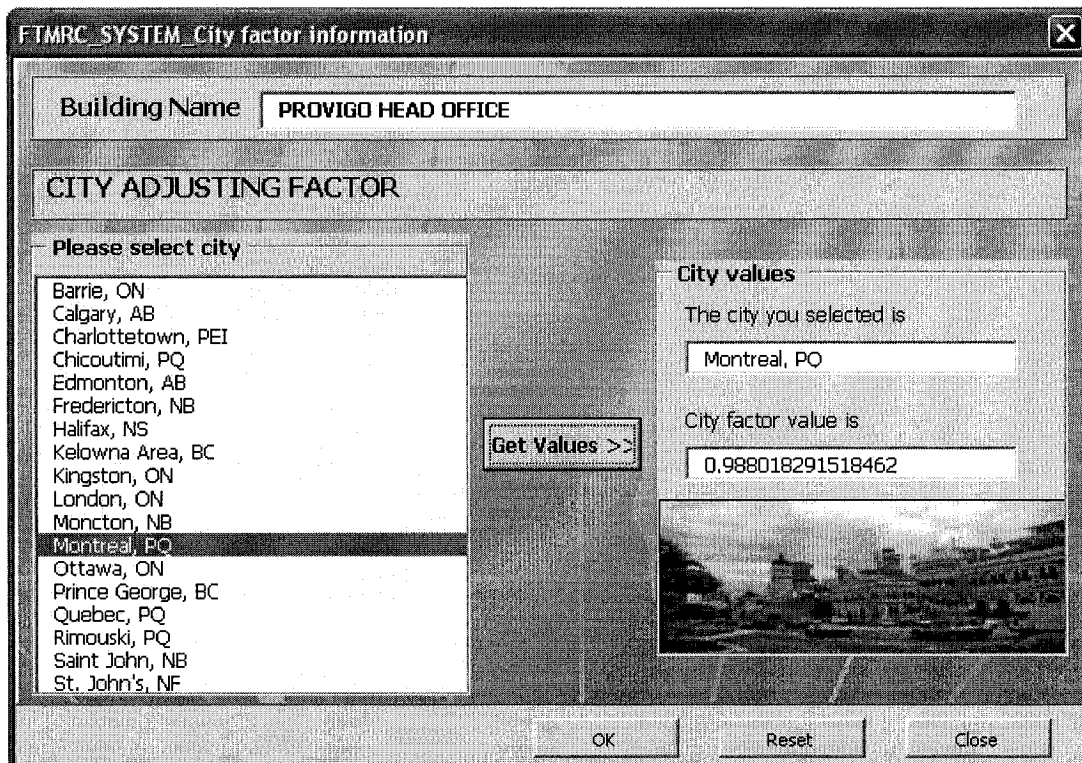 FTMRC_SYSTEM_City factor information
Building Name PROVIGO HEAD OFFICE
CITY ADJUSTING FACTOR
Please select city
Barrie, ON
Calgary, AB
Charlottetown, PEI
Chicoutimi, PQ
Edmonton, AB
Fredericton, NB
Halifax, NS
Kelowna Area, BC
Kingston, ON
London, ON
Moncton, NB
Montreal, PQ
Ottawa, ON
Prince George, BC
Quebec, PQ
Rimouski, PQ
Saint John, NB
St. John's, NF
Get Values >>
City values
The city you selected is
Montreal, PQ
City factor value is
0.988018291518462
OK Reset Close